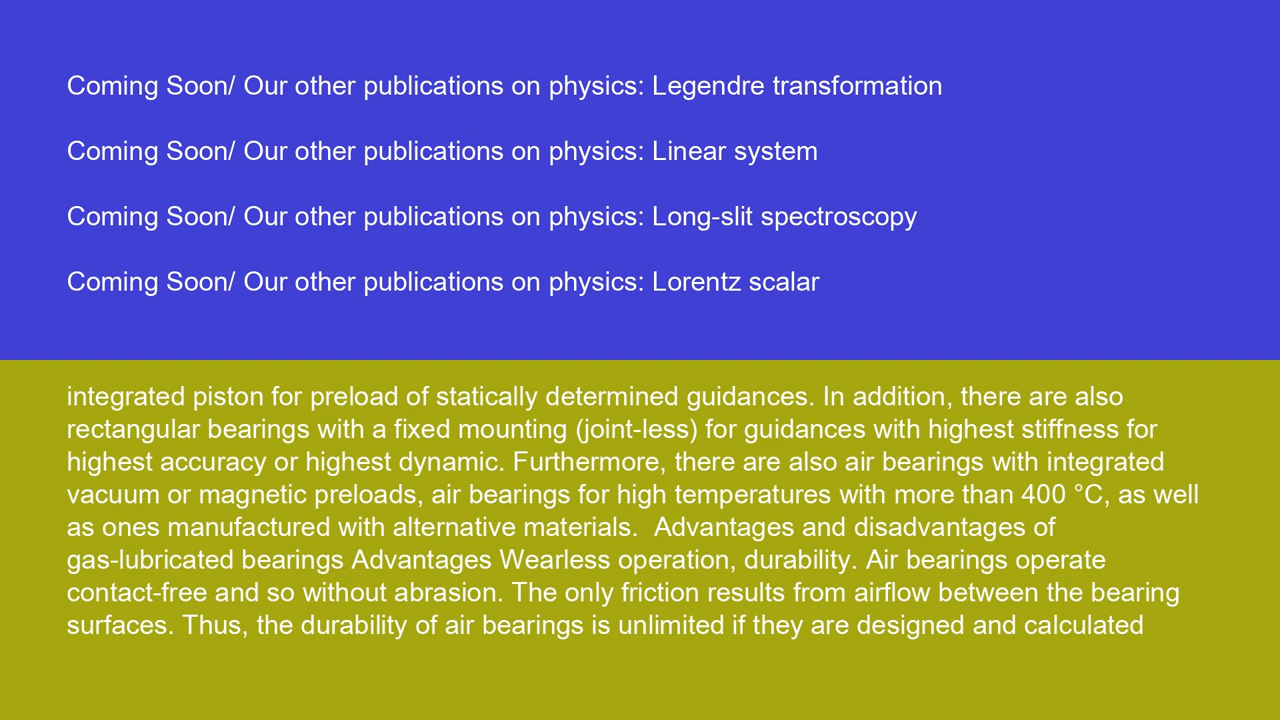 Coming Soon/ Our other publications on physics: Legendre transformation
Coming Soon/ Our other publications on physics: Linear system
Coming Soon/ Our other publications on physics: Long-slit spectroscopy
Coming Soon/ Our other publications on physics: Lorentz scalar
integrated piston for preload of statically determined guidances. In addition, there are also
rectangular bearings with a fixed mounting (joint-less) for guidances with highest stiffness for
highest accuracy or highest dynamic. Furthermore, there are also air bearings with integrated
vacuum or magnetic preloads, air bearings for high temperatures with more than 400 °C, as well
as ones manufactured with alternative materials.  Advantages and disadvantages of
gas-lubricated bearings Advantages Wearless operation, durability. Air bearings operate
contact-free and so without abrasion. The only friction results from airflow between the bearing
surfaces. Thus, the durability of air bearings is unlimited if they are designed and calculated